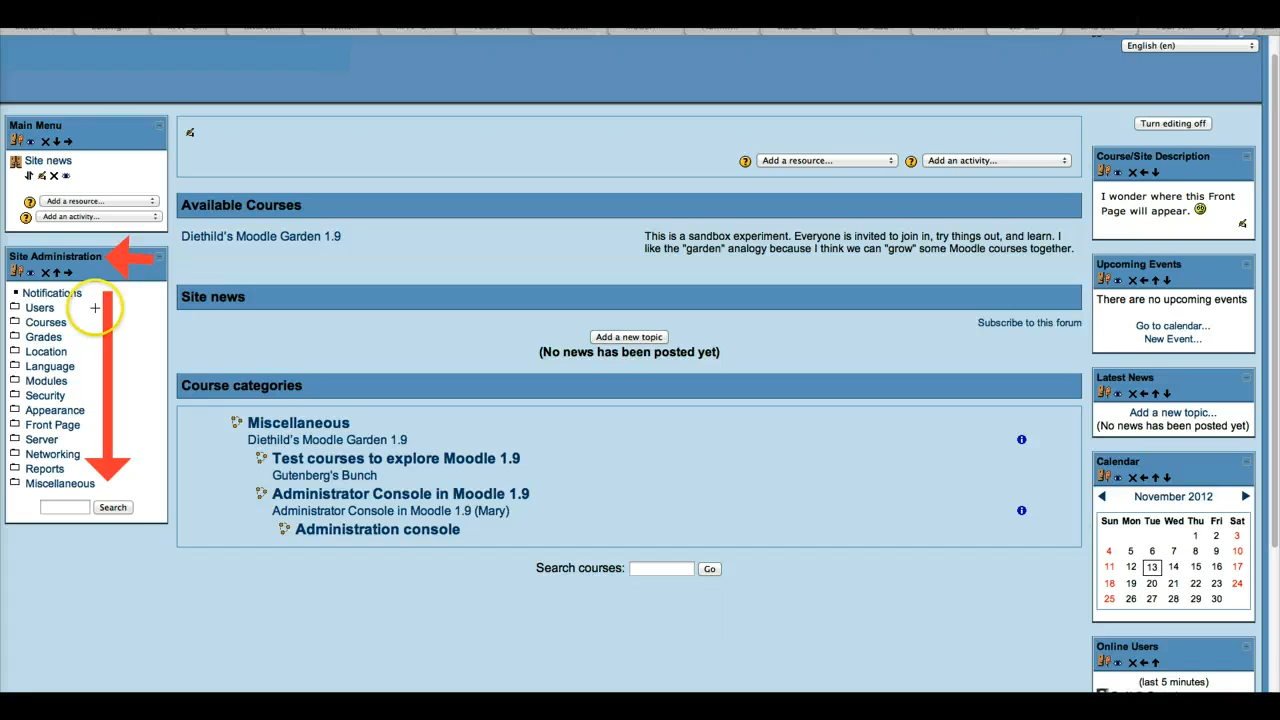 English (en)
Main Menu
Site news
Add a resource...
Add an activity...
Site Administration
Notifications
Users
Courses
Grades
Location
Language
Modules
Security
Appearance
Front Page
Server
Networking
Reports
Miscellaneous
Search
Add a resource... Add an activity...
Available Courses
Diethild's Moodle Garden 1.9
This is a sandbox experiment. Everyone is invited to join in, try things out, and learn. I
like the "garden" analogy because I think we can "grow" some Moodle courses together.
Site news
Subscribe to this forum
Add a new topic
(No news has been posted yet)
Course categories
Miscellaneous
Diethild's Moodle Garden 1.9
Test courses to explore Moodle 1.9
Gutenberg's Bunch
Administrator Console in Moodle 1.9
Administrator Console in Moodle 1.9 (Mary)
Administration console
Search courses: Go
Turn editing off
Course/Site Description
I wonder where this Front
Page will appear.
Upcoming Events
There are no upcoming events
Go to calendar...
New Event...
Latest News
Add a new topic...
(No news has been posted yet)
Calendar
November 2012
Sun Mon Tue Wed Thu Fri Sat
1 2 3
4 5 6 7 8 9 10
11 12 13 14 15 16 17
18 19 20 21 22 23 24
25 26 27 28 29 30
Online Users
(last 5 minutes)